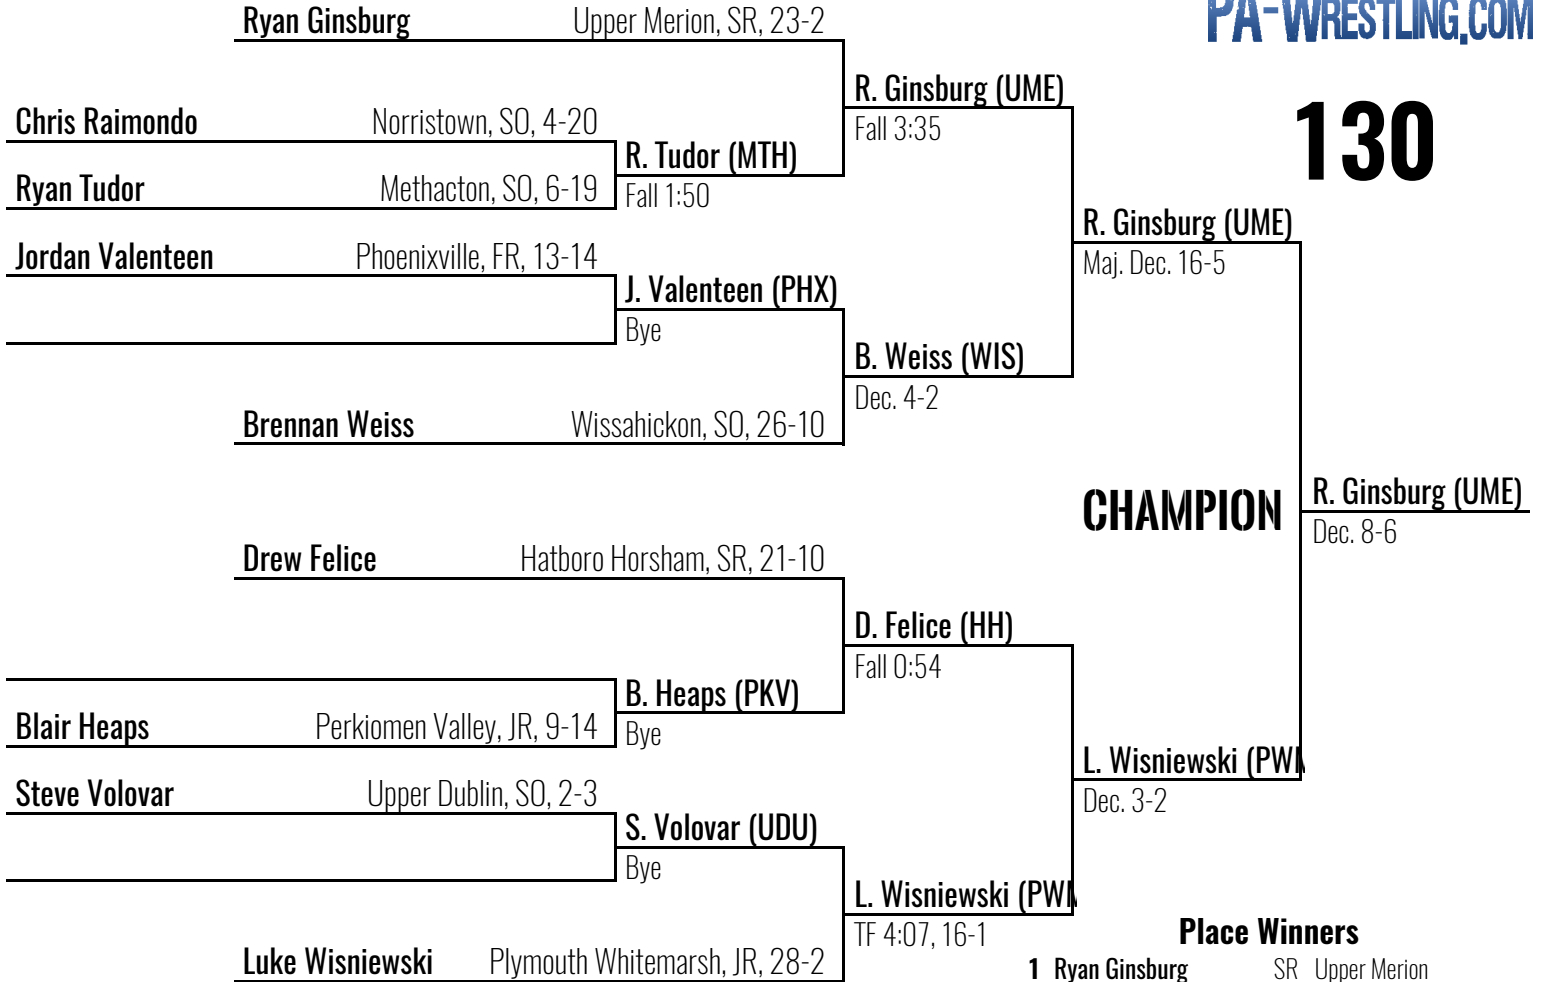 PA-WRESTLING.COM
130
Ryan Ginsburg Upper Merion, SR, 23-2
R. Ginsburg (UME)
Fall 3:35
Chris Raimondo Norristown, SO, 4-20
R. Tudor (MTH)
Fall 1:50
Ryan Tudor Methacton, SO, 6-19
R. Ginsburg (UME)
Maj. Dec. 16-5
Jordan Valenteen Phoenixville, FR, 13-14
J. Valenteen (PHX)
Bye
B. Weiss (WIS)
Dec. 4-2
Brennan Weiss Wissahickon, SO, 26-10
CHAMPION
R. Ginsburg (UME)
Dec. 8-6
Drew Felice Hatboro Horsham, SR, 21-10
D. Felice (HH)
Fall 0:54
B. Heaps (PKV)
Bye
Blair Heaps Perkiomen Valley, JR, 9-14
L. Wisniewski (PW
Dec. 3-2
Steve Volovar Upper Dublin, SO, 2-3
S. Volovar (UDU)
Bye
L. Wisniewski (PW
TF 4:07, 16-1
Luke Wisniewski Plymouth Whitemarsh, JR, 28-2
Place Winners
1 Ryan Ginsburg SR Upper Merion